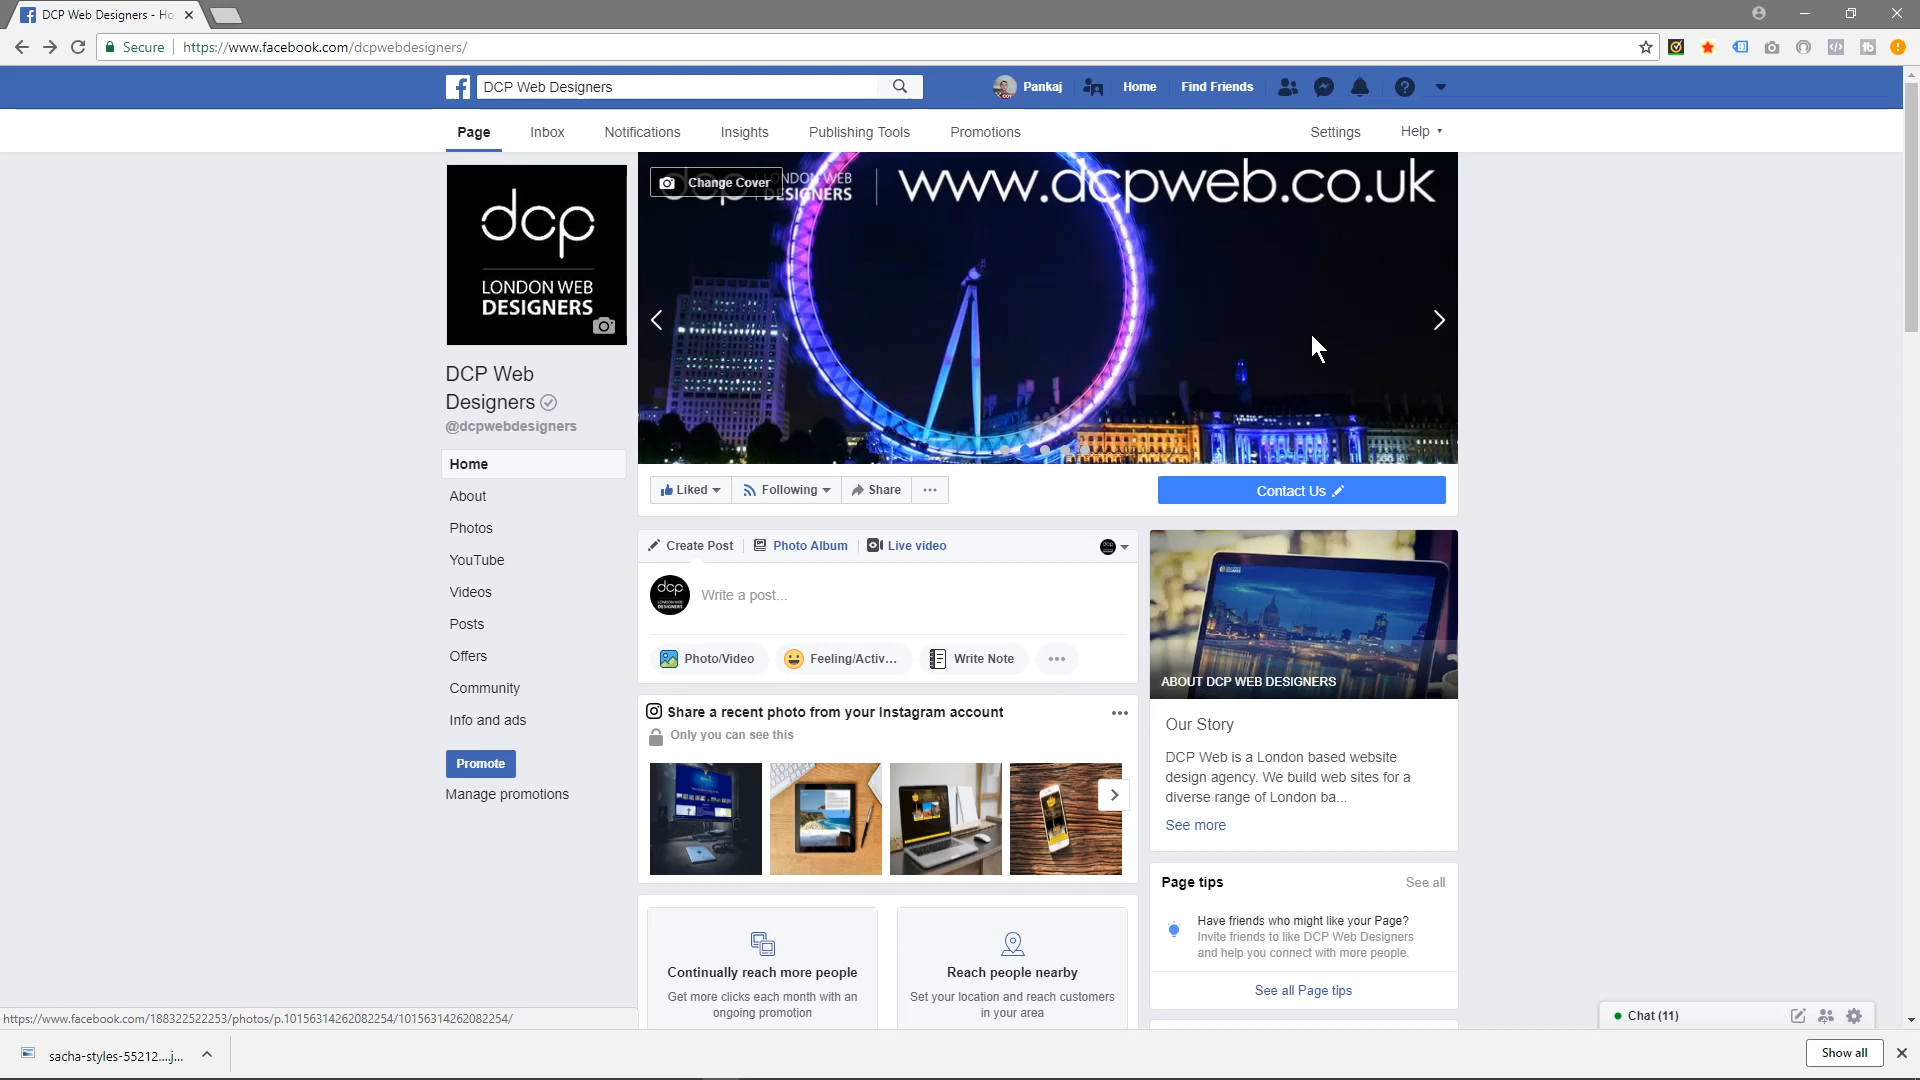 DCP Web Designers - Ho
Secure
https://www.facebook.com/dcpwebdesigners/
DCP Web Designers
Pankaj
Home
Find Friends
Page
Inbox
Notifications
Insights
Publishing Tools
Promotions
Settings
Help
dcp
LONDON WEB
DESIGNERS
Change Cover
www.dcpweb.co.uk
DCP Web
Designers
@dcpwebdesigners
Home
About
Photos
YouTube
Videos
Posts
Offers
Community
Info and ads
Promote
Manage promotions
Liked
Following
Share
Contact Us
Create Post
Photo Album
Live video
dcp
LONDON WEB
DESIGNERS
Write a post...
Photo/Video
Feeling/Activ...
Write Note
Share a recent photo from your Instagram account
Only you can see this
Continually reach more people
Get more clicks each month with an
ongoing promotion
Reach people nearby
Set your location and reach customers
in your area
ABOUT DCP WEB DESIGNERS
Our Story
DCP Web is a London based website
design agency. We build web sites for a
diverse range of London ba...
See more
Page tips
See all
Have friends who might like your Page?
Invite friends to like DCP Web Designers
and help you connect with more people.
See all Page tips
Chat (11)
https://www.facebook.com/188322522253/photos/p.10156314262082254/10156314262082254/
sacha-styles-55212....j...
Show all